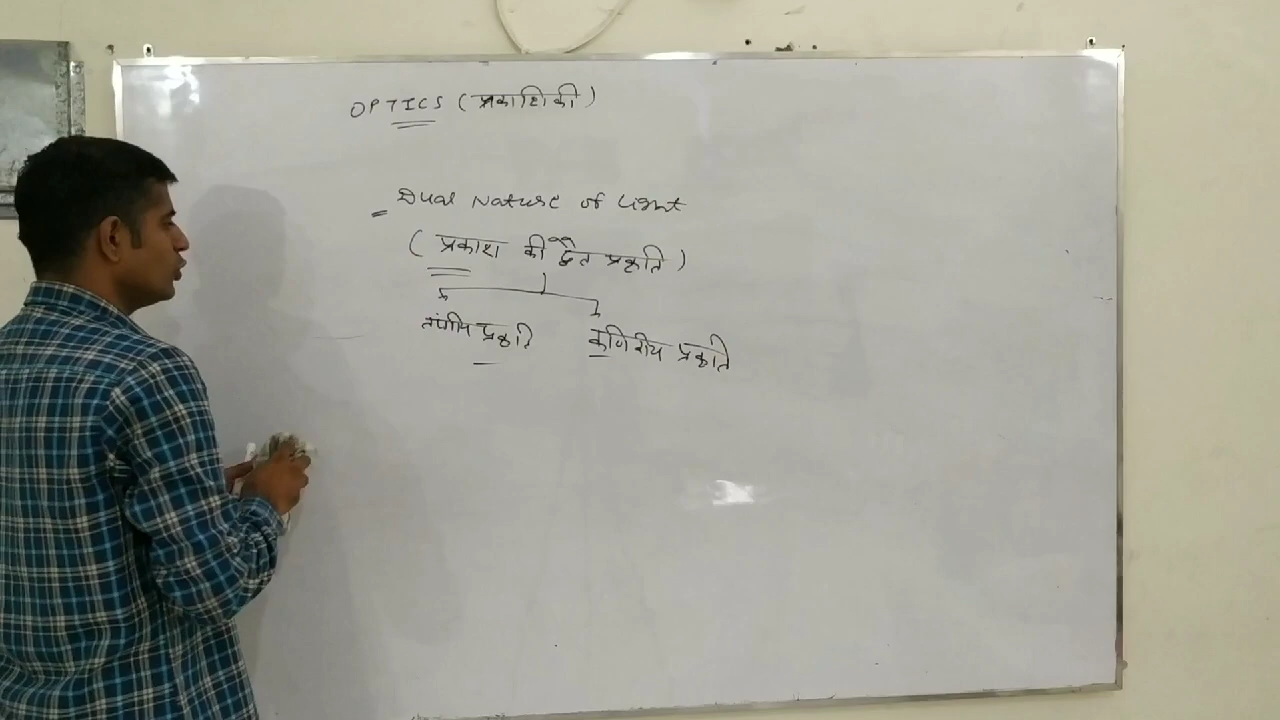 OPTICS (प्रकाशिकी)
Dual Nature of Light
(प्रकाश की द्वैत प्रकृति)
तरंगीय प्रकृति कणिकीय प्रकृति